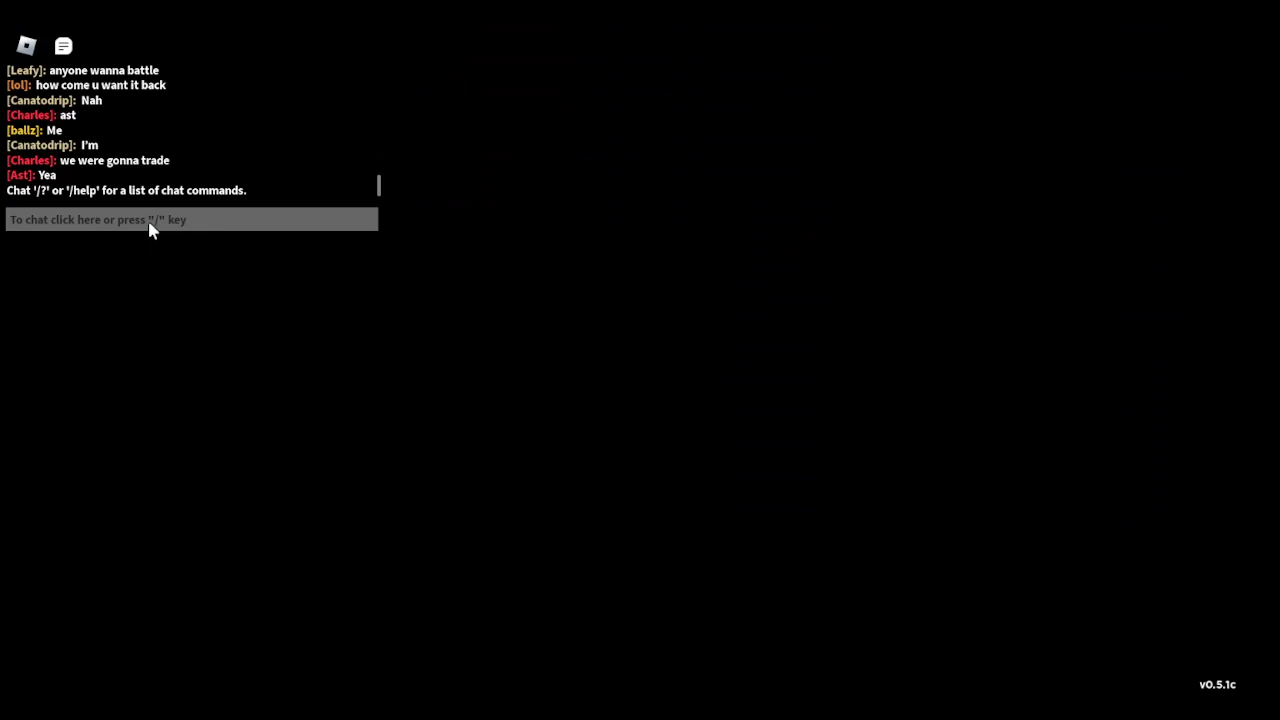 [Leafy]: anyone wanna battle
[lol]: how come u want it back
[Canatodrip]: Nah
[Charles]: ast
[ballz]: Me
[Canatodrip]: I'm
[Charles]: we were gonna trade
[Ast]: Yea
Chat '/?' or '/help' for a list of chat commands.
To chat click here or press "/" key
v0.5.1c